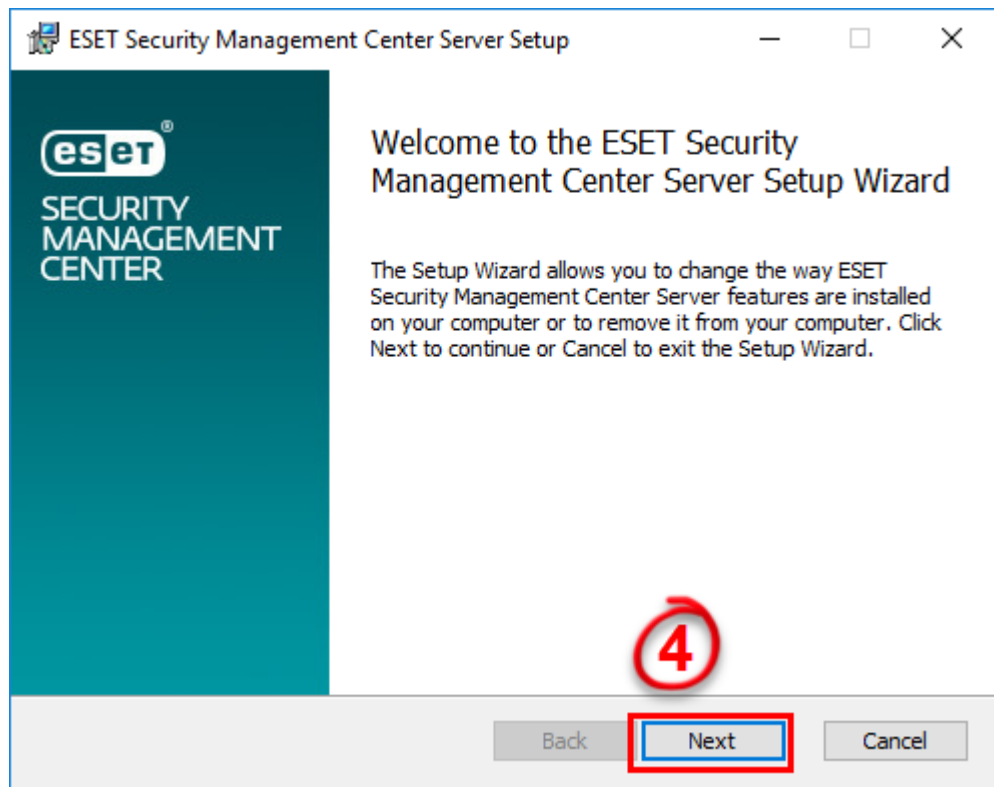 ESET Security Management Center Server Setup
eset®
SECURITY
MANAGEMENT
CENTER
Welcome to the ESET Security
Management Center Server Setup Wizard
The Setup Wizard allows you to change the way ESET
Security Management Center Server features are installed
on your computer or to remove it from your computer. Click
Next to continue or Cancel to exit the Setup Wizard.
4
Back Next Cancel